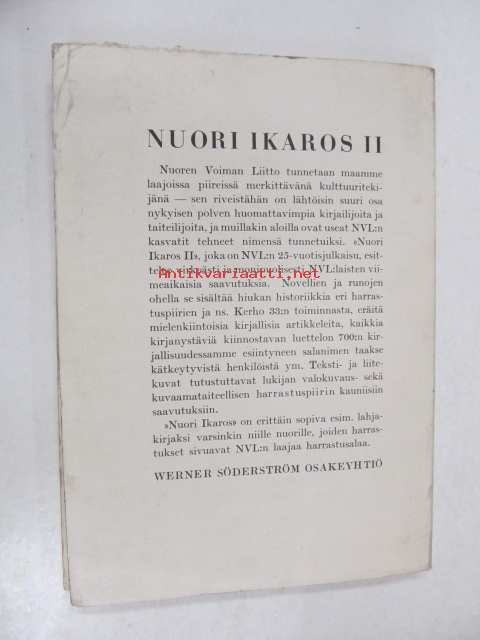 NUORI IKAROS II
Nuoren Voiman Liitto tunnetaan maamme
laajoissa piireissä merkittävänä kulttuuriteki-
jänä — sen riveistähän on lähtöisin suuri osa
nykyisen polven huomattavimpia kirjailijoita ja
taiteilijoita, ja muillakin aloilla ovat useat NVL:n
kasvatit tehneet nimensä tunnetuiksi. »Nuori
Ikaros II», joka on NVL:n 25-vuotisjulkaisu, esit-
ja monipuolisesti NVL:laisten vii-
meaikaisia saavutuksia. Novellien ja runojen
ohella se sisältää hiukan historiikkia eri harras-
tuspiirien ja ns. Kerho 33:n toiminnasta, eräitä
mielenkiintoisia kirjallisia artikkeleita, kaikkia
kirjanystäviä kiinnostavan luettelon 700:n kir-
jallisuudessamme esiintyneen salanimen taakse
kätkeytyvistä henkilöistä ym. Teksti- ja liite-
kuvat tutustuttavat lukijan valokuvaus- sekä
kuvaamataiteellisen harrastuspiirin kauniisiin
saavutuksiin.
»Nuori Ikaros» on erittäin sopiva esim. lahja-
kirjaksi varsinkin niille nuorille, joiden harras-
tukset sivuavat NVL:n laajaa harrastusalaa.
WERNER SÖDERSTRÖM OSAKEYHTIÖ
Antikvariaatti.net